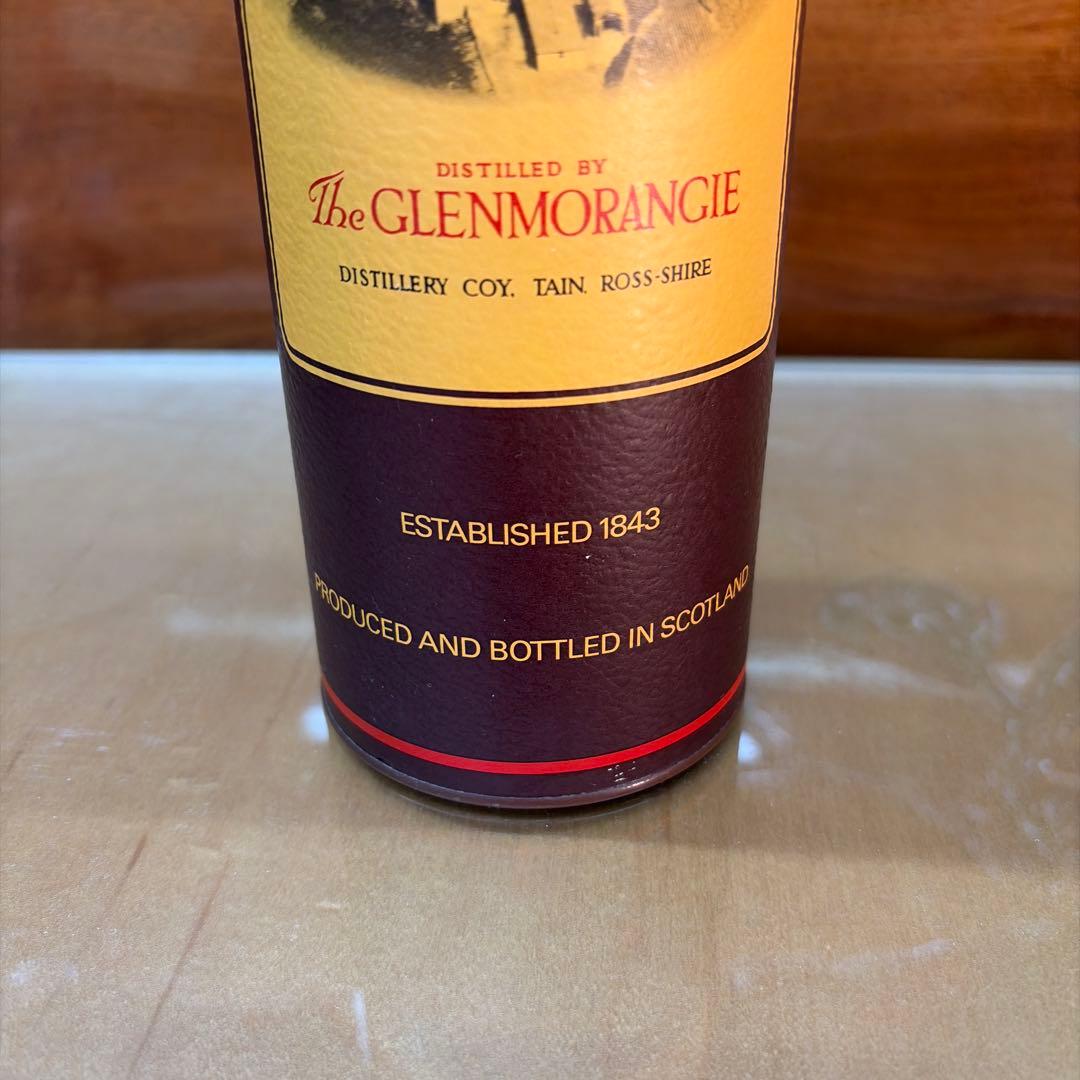 DISTILLED BY
The GLENMORANGIE
DISTILLERY COY. TAIN. ROSS-SHIRE
ESTABLISHED 1843
PRODUCED AND BOTTLED IN SCOTLAND